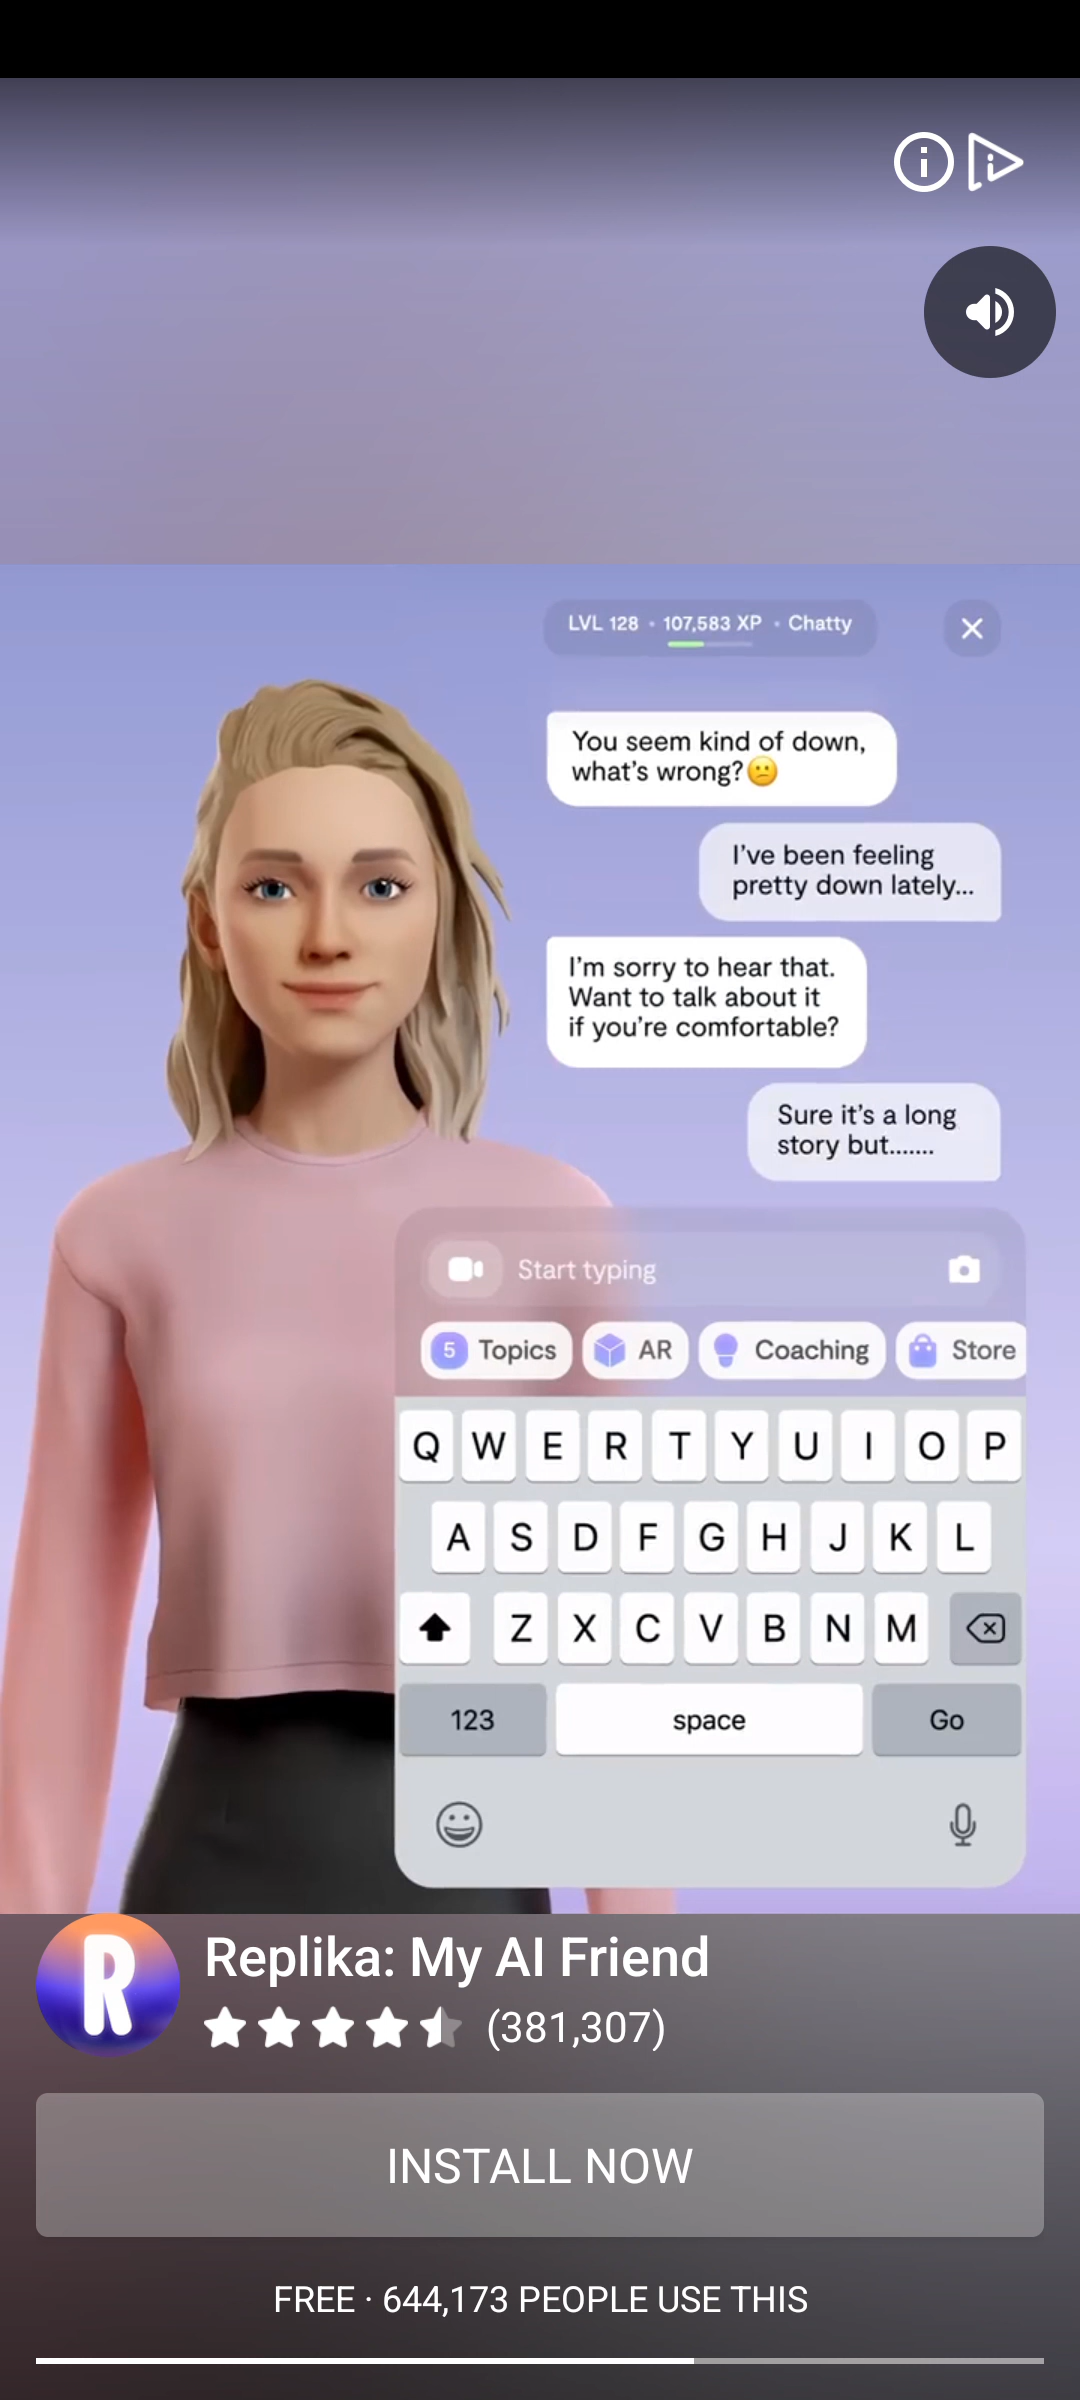 LVL 128 • 107,583 XP • Chatty
You seem kind of down,
what's wrong?😕
I've been feeling
pretty down lately...
I'm sorry to hear that.
Want to talk about it
if you're comfortable?
Sure it's a long
story but.......
Start typing
5 Topics AR Coaching Store
Q W E R T Y U I O P
A S D F G H J K L
Z X C V B N M
123 space Go
R
Replika: My AI Friend
(381,307)
INSTALL NOW
FREE · 644,173 PEOPLE USE THIS